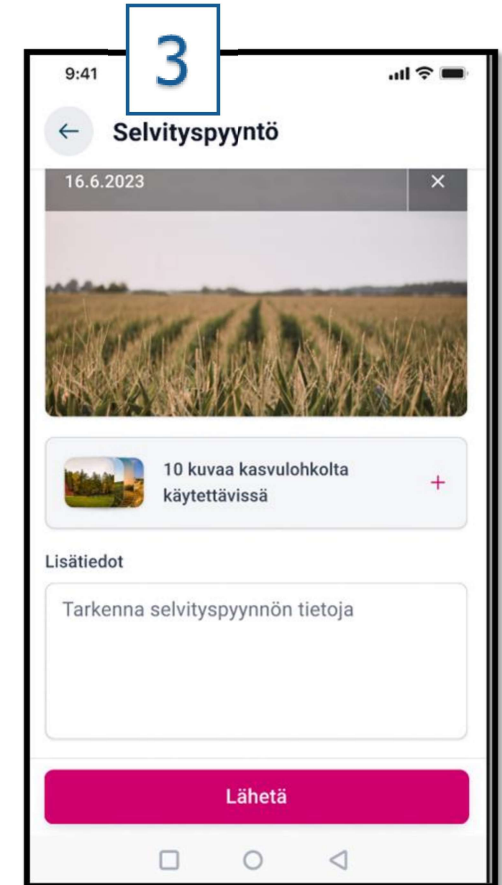 3
9:41
Selvityspyyntö
16.6.2023
10 kuvaa kasvulohkolta
käytettävissä
Lisätiedot
Tarkenna selvityspyynnön tietoja
Lähetä